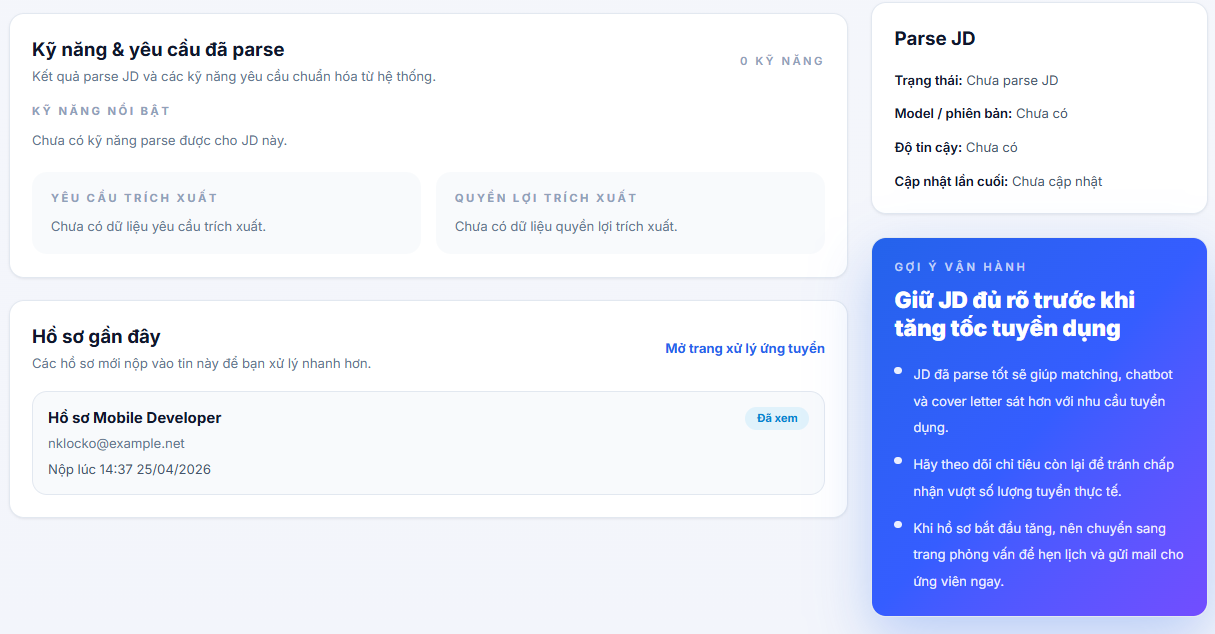 Kỹ năng & yêu cầu đã parse
Kết quả parse JD và các kỹ năng yêu cầu chuẩn hóa từ hệ thống.
0 KỸ NĂNG
KỸ NĂNG NỔI BẬT
Chưa có kỹ năng parse được cho JD này.
YÊU CẦU TRÍCH XUẤT
Chưa có dữ liệu yêu cầu trích xuất.
QUYỀN LỢI TRÍCH XUẤT
Chưa có dữ liệu quyền lợi trích xuất.
Hồ sơ gần đây
Các hồ sơ mới nộp vào tin này để bạn xử lý nhanh hơn.
Mở trang xử lý ứng tuyển
Hồ sơ Mobile Developer
Đã xem
nklocko@example.net
Nộp lúc 14:37 25/04/2026
Parse JD
Trạng thái: Chưa parse JD
Model / phiên bản: Chưa có
Độ tin cậy: Chưa có
Cập nhật lần cuối: Chưa cập nhật
GỢI Ý VẬN HÀNH
Giữ JD đủ rõ trước khi
tăng tốc tuyển dụng
JD đã parse tốt sẽ giúp matching, chatbot
và cover letter sát hơn với nhu cầu tuyển
dụng.
Hãy theo dõi chỉ tiêu còn lại để tránh chấp
nhận vượt số lượng tuyển thực tế.
Khi hồ sơ bắt đầu tăng, nên chuyển sang
trang phỏng vấn để hẹn lịch và gửi mail cho
ứng viên ngay.